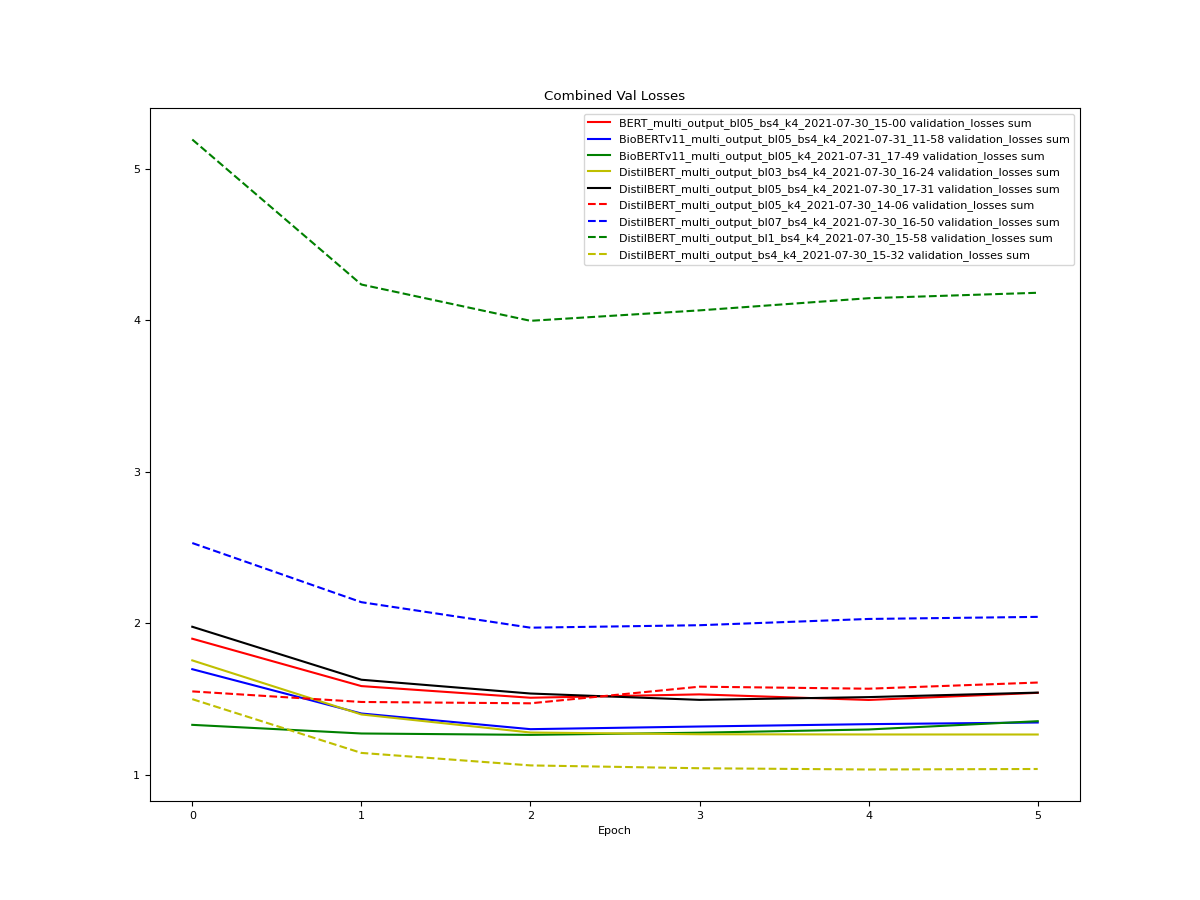 Combined Val Losses
BERT_multi_output_bl05_bs4_k4_2021-07-30_15-00 validation_losses sum
BioBERTv11_multi_output_bl05_bs4_k4_2021-07-31_11-58 validation_losses sum
BioBERTv11_multi_output_bl05_k4_2021-07-31_17-49 validation_losses sum
DistilBERT_multi_output_bl03_bs4_k4_2021-07-30_16-24 validation_losses sum
DistilBERT_multi_output_bl05_bs4_k4_2021-07-30_17-31 validation_losses sum
DistilBERT_multi_output_bl05_k4_2021-07-30_14-06 validation_losses sum
DistilBERT_multi_output_bl07_bs4_k4_2021-07-30_16-50 validation_losses sum
DistilBERT_multi_output_bl1_bs4_k4_2021-07-30_15-58 validation_losses sum
DistilBERT_multi_output_bs4_k4_2021-07-30_15-32 validation_losses sum
5
4
3
2
1
0 1 2 3 4 5
Epoch